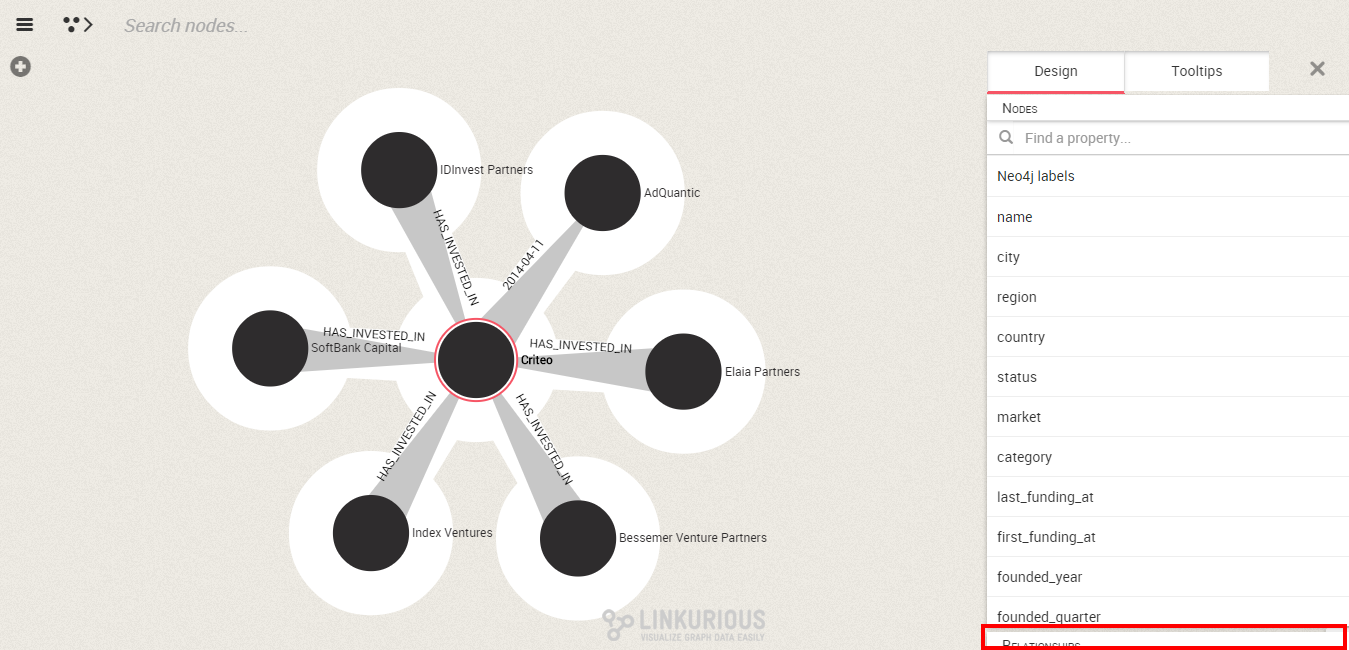 Search nodes...
Design
Tooltips
Nodes
Find a property...
Neo4j labels
name
city
region
country
status
market
category
last_funding_at
first_funding_at
founded_year
founded_quarter
Relationships
IDInvest Partners
AdQuantic
HAS_INVESTED_IN
2014-04-11
HAS_INVESTED_IN
SoftBank Capital
HAS_INVESTED_IN
Criteo
Elaia Partners
HAS_INVESTED_IN
HAS_INVESTED_IN
Index Ventures
Bessemer Venture Partners
LINKURIOUS
VISUALIZE GRAPH DATA EASILY